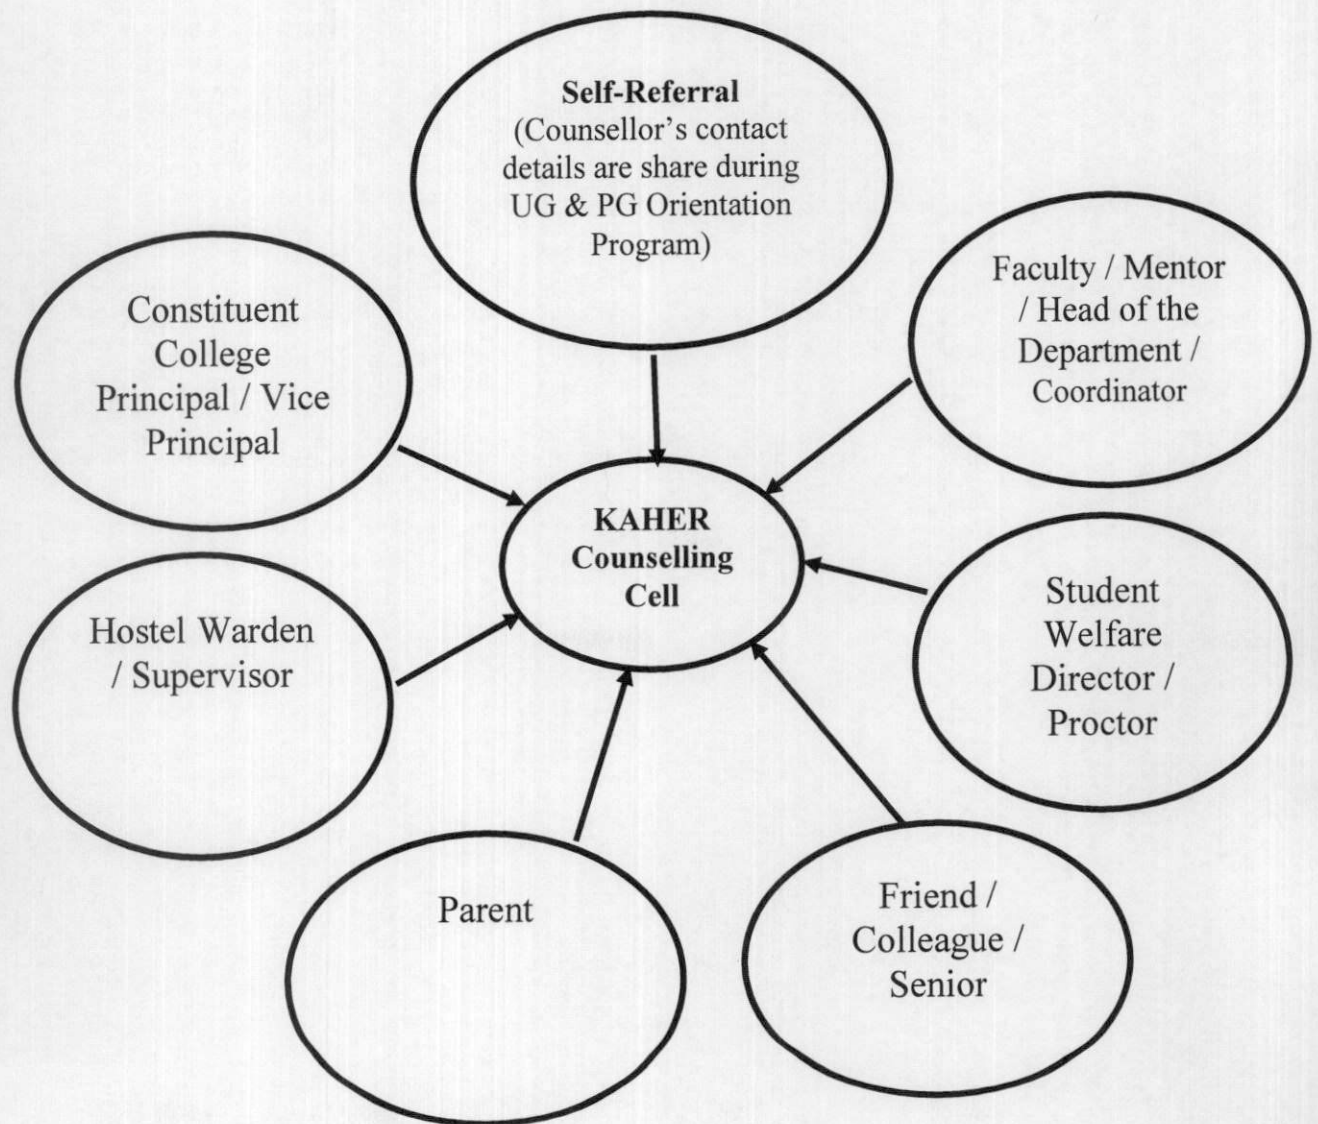 Self-Referral
(Counsellor's contact
details are share during
UG & PG Orientation
Program)
Constituent
College
Principal / Vice
Principal
Faculty / Mentor
/ Head of the
Department /
Coordinator
KAHER
Counselling
Cell
Hostel Warden
/ Supervisor
Student
Welfare
Director /
Proctor
Parent
Friend /
Colleague /
Senior